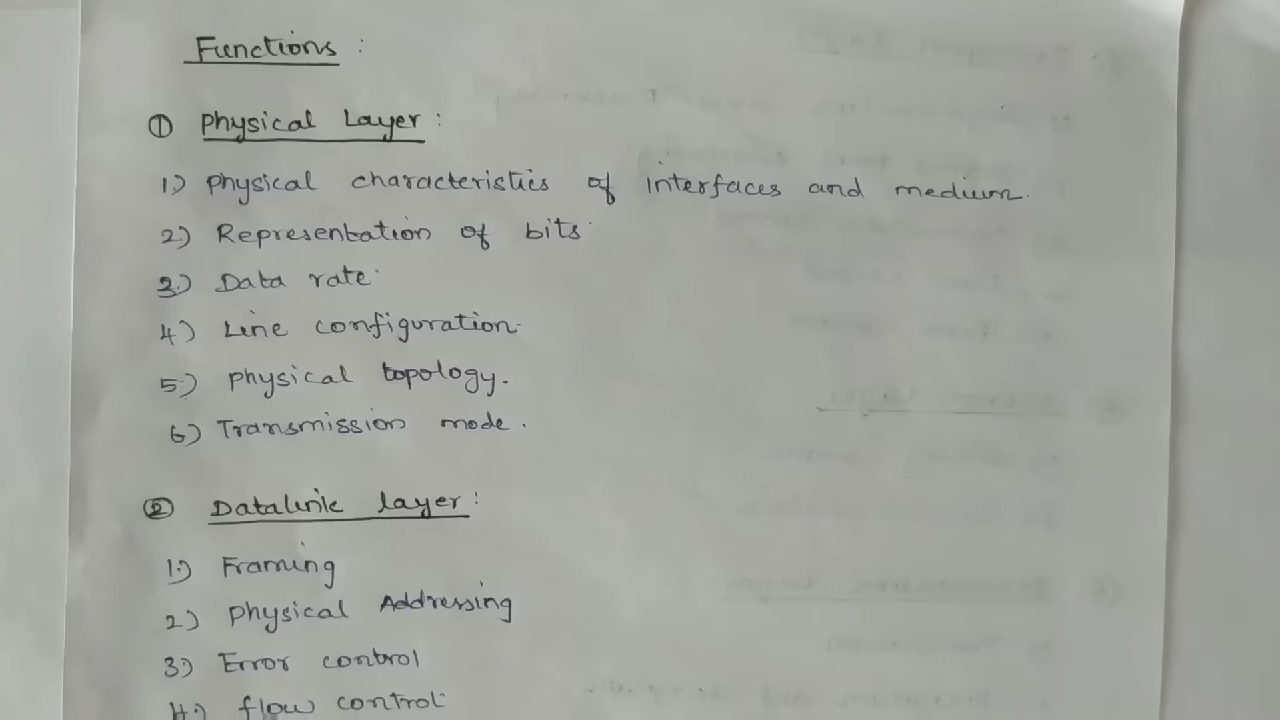 Functions :
① Physical Layer :
1) Physical characteristics of interfaces and medium.
2) Representation of bits
3) Data rate.
4) Line configuration.
5) Physical topology.
6) Transmission mode.
② Datalink layer :
1) Framing
2) Physical Addressing
3) Error control
4) flow control